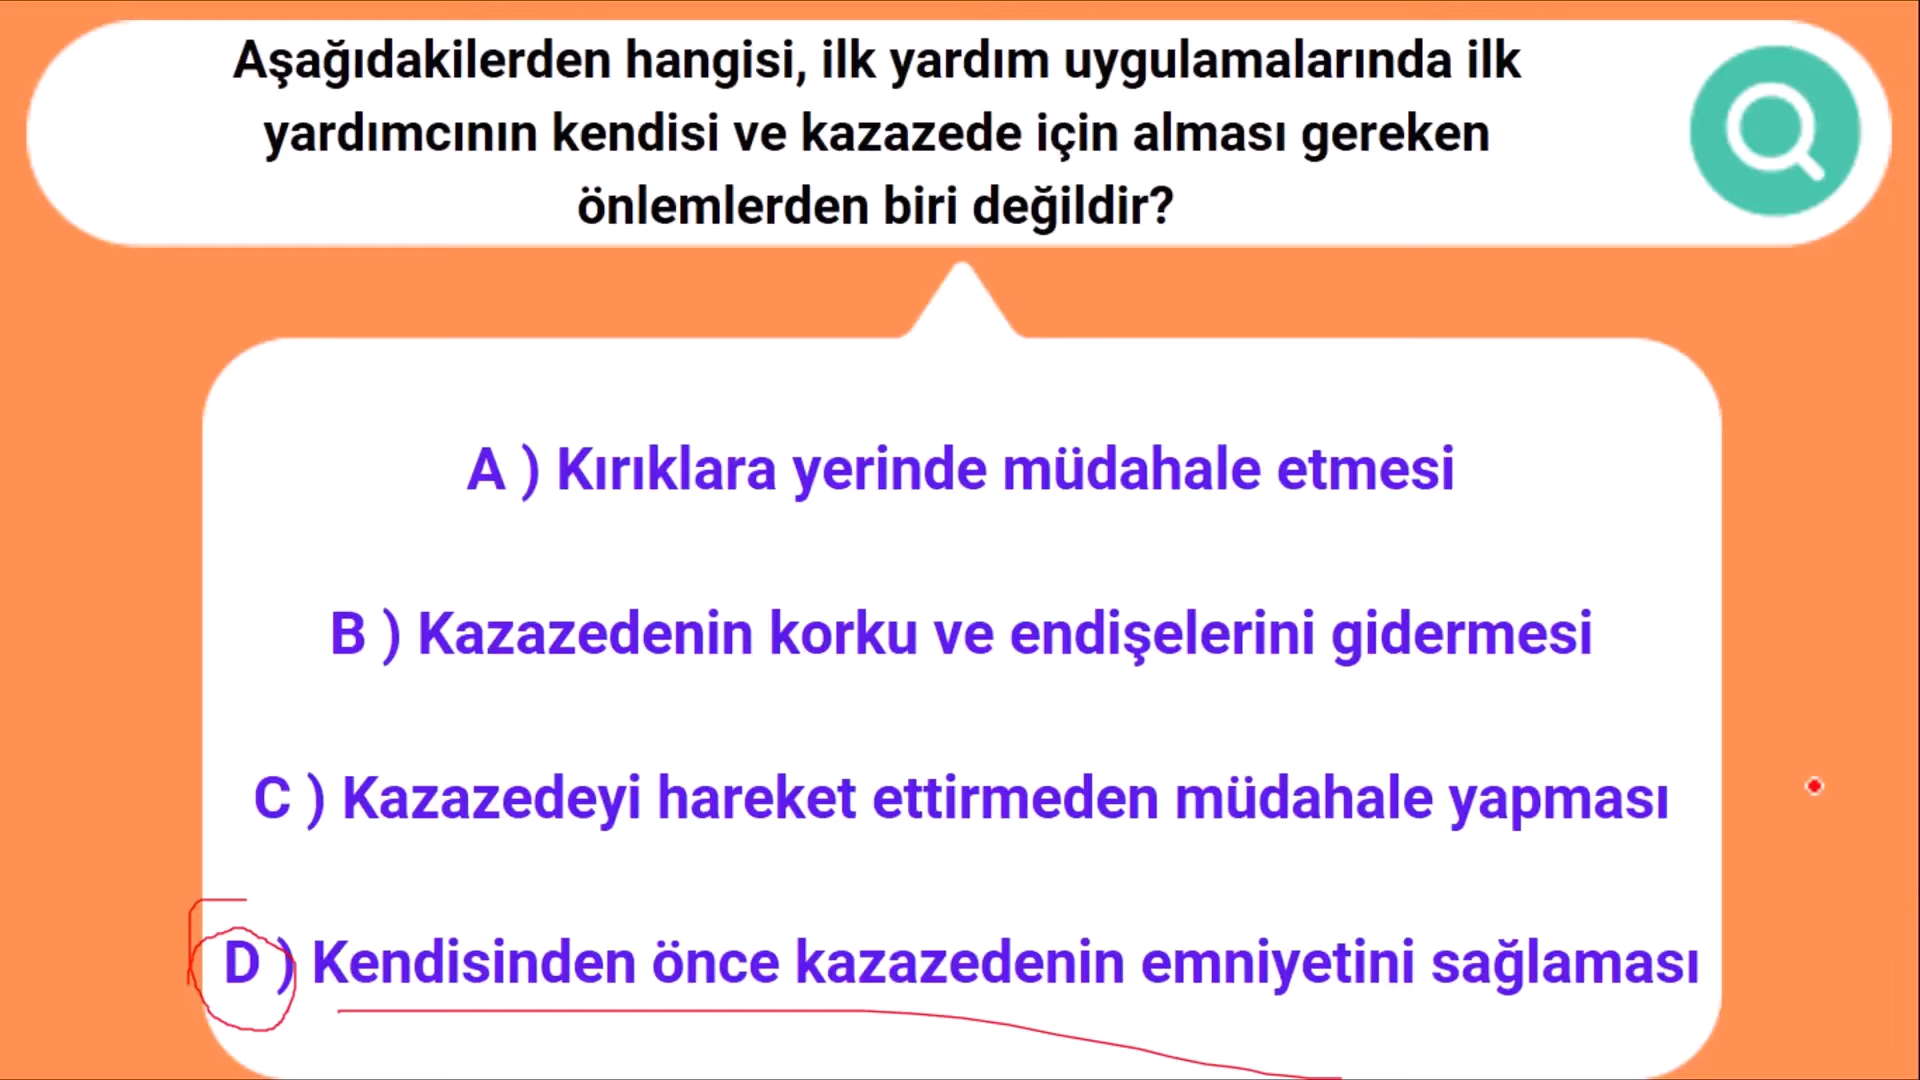 Aşağıdakilerden hangisi, ilk yardım uygulamalarında ilk
yardımcının kendisi ve kazazede için alması gereken
önlemlerden biri değildir?
A ) Kırıklara yerinde müdahale etmesi
B ) Kazazedenin korku ve endişelerini gidermesi
C ) Kazazedeyi hareket ettirmeden müdahale yapması
D ) Kendisinden önce kazazedenin emniyetini sağlaması